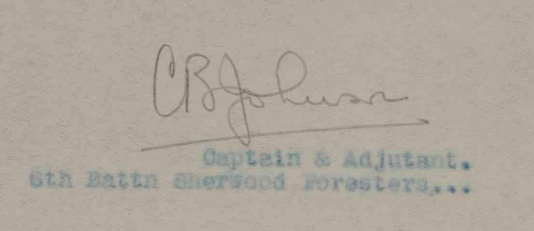 CB Johnson
Captain & Adjutant.
6th Battn Sherwood Foresters,...